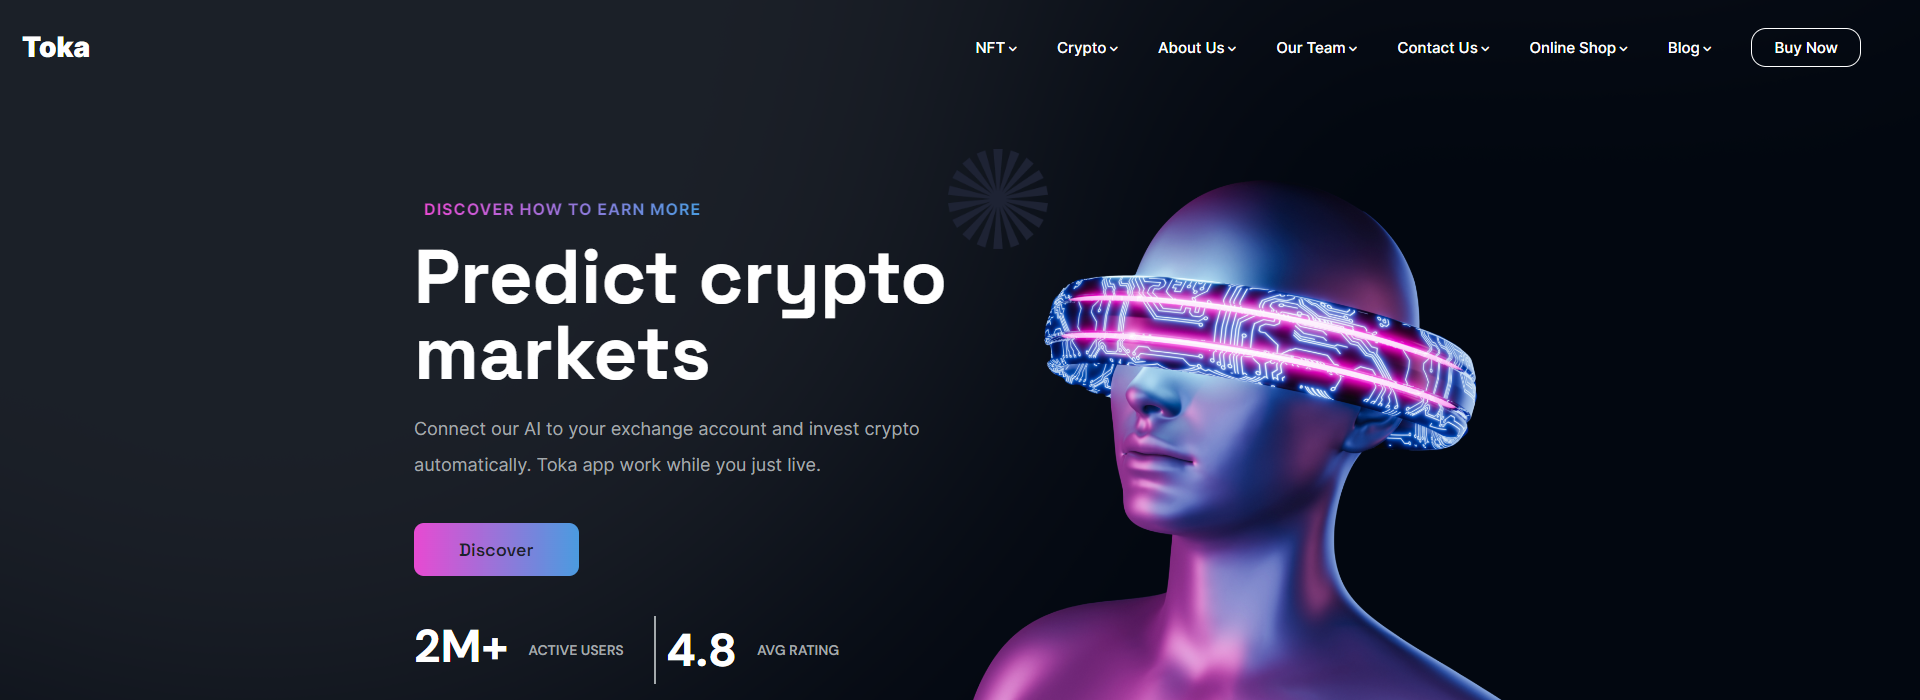 Toka
NFT Crypto About Us Our Team Contact Us Online Shop Blog Buy Now
DISCOVER HOW TO EARN MORE
Predict crypto
markets
Connect our AI to your exchange account and invest crypto
automatically. Toka app work while you just live.
Discover
2M+ ACTIVE USERS 4.8 AVG RATING